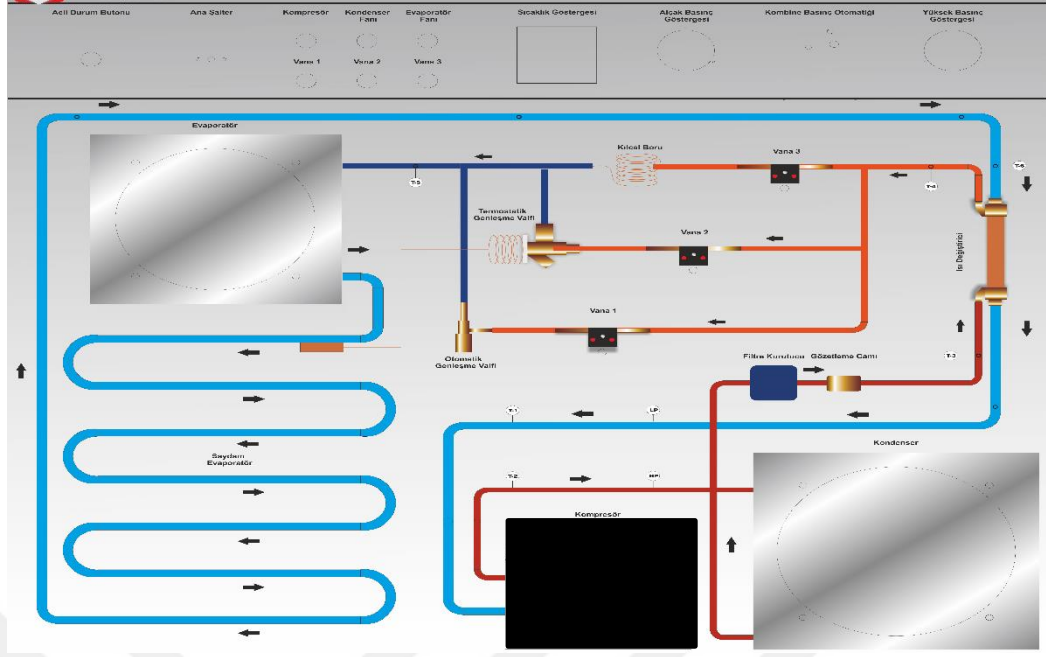 Acil Durum Butonu
Ana Şalter
Kompresör
Kondenser
Fanı
Evaporatör
Fanı
Sıcaklık Göstergesi
Alçak Basınç
Göstergesi
Kombine Basınç Otomatiği
Yüksek Basınç
Göstergesi
Vana 1
Vana 2
Vana 3
Evaporatör
Kılcal Boru
Vana 3
T-5
T-4
T-6
Termostatik
Genleşme Valfi
Vana 2
Isı Değiştirici
Vana 1
Otomatik
Genleşme Valfi
T-3
Filtre Kurutucu
Gözetleme Camı
T-1
LP
Kondenser
Saydam
Evaporatör
T-2
HP
Kompresör